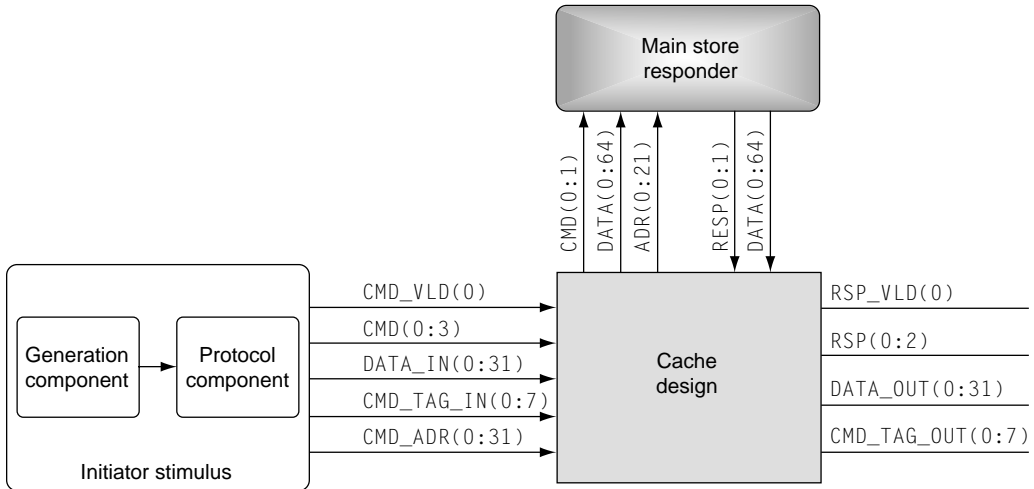 Main store
responder
CMD(0:1)
DATA(0:64)
ADR(0:21)
RESP(0:1)
DATA(0:64)
Generation
component
Protocol
component
Initiator stimulus
CMD_VLD(0)
CMD(0:3)
DATA_IN(0:31)
CMD_TAG_IN(0:7)
CMD_ADR(0:31)
Cache
design
RSP_VLD(0)
RSP(0:2)
DATA_OUT(0:31)
CMD_TAG_OUT(0:7)